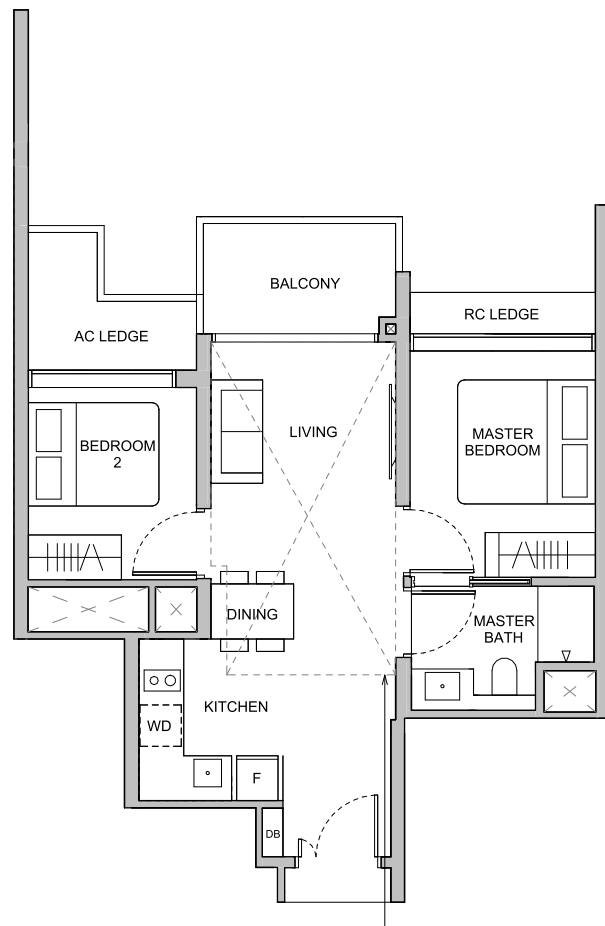 BALCONY
RC LEDGE
AC LEDGE
LIVING
MASTER
BEDROOM
BEDROOM
2
DINING
MASTER
BATH
KITCHEN
WD
F
DB